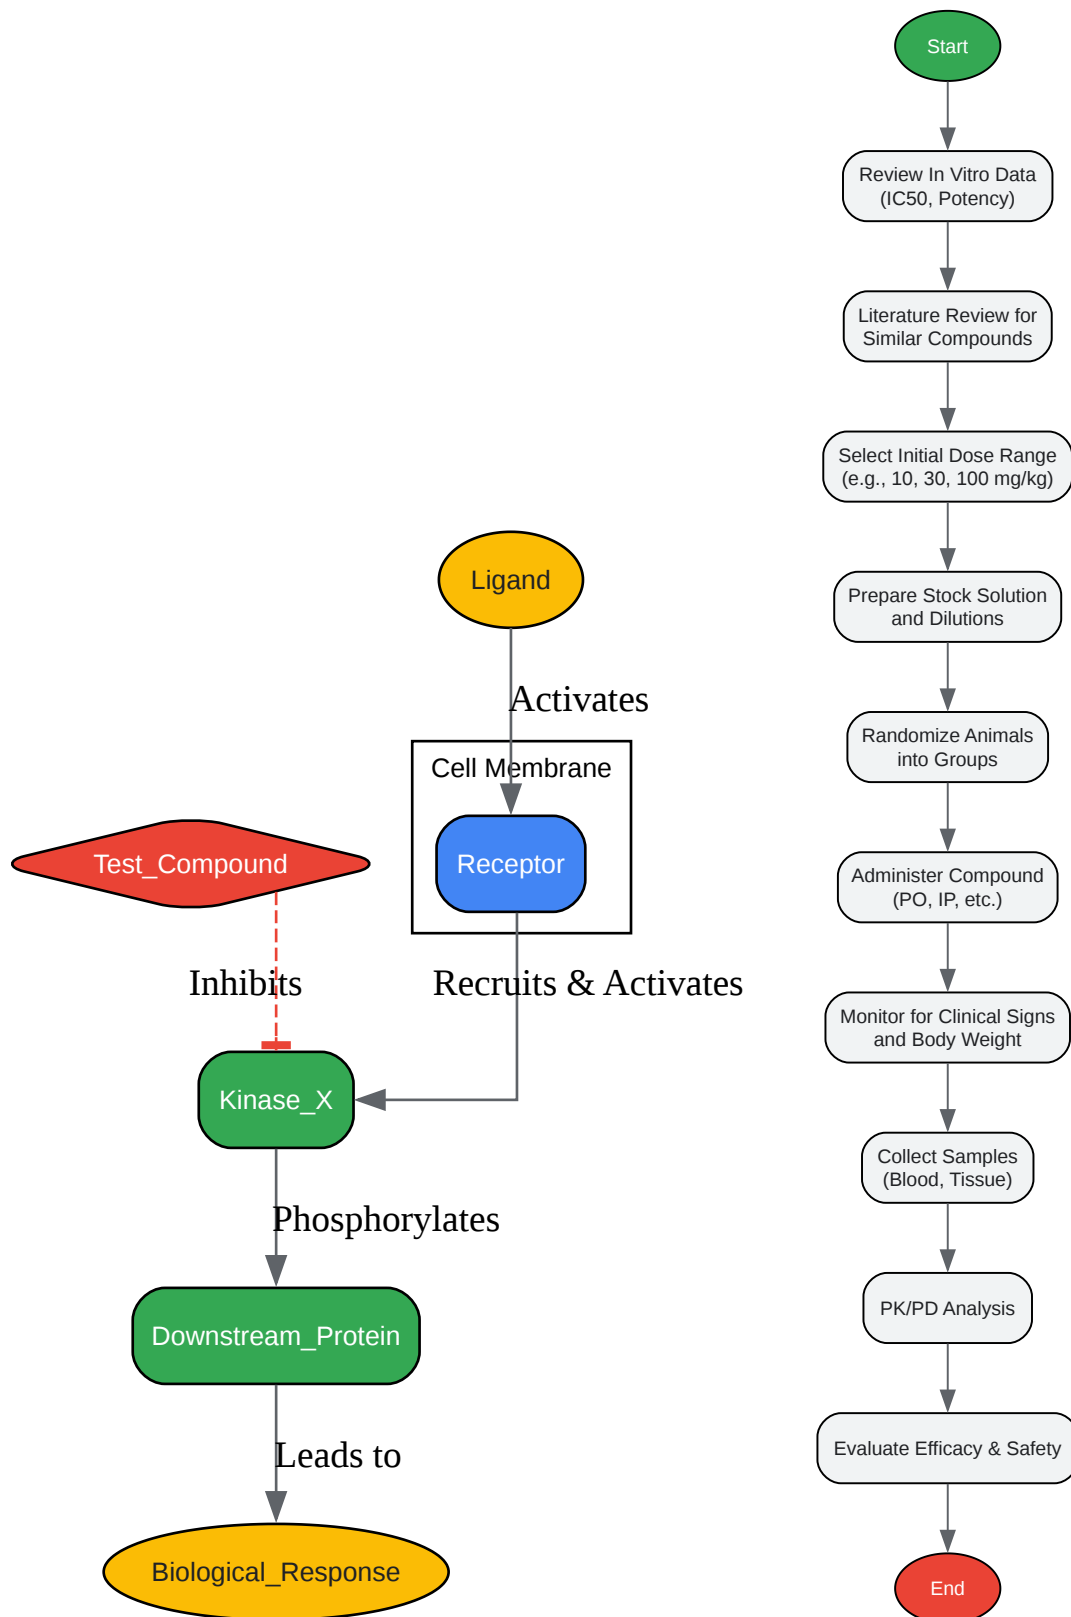 Ligand
Activates
Cell Membrane
Receptor
Test_Compound
Inhibits
Recruits & Activates
Kinase_X
Phosphorylates
Downstream_Protein
Leads to
Biological_Response
Start
Review In Vitro Data
(IC50, Potency)
Literature Review for
Similar Compounds
Select Initial Dose Range
(e.g., 10, 30, 100 mg/kg)
Prepare Stock Solution
and Dilutions
Randomize Animals
into Groups
Administer Compound
(PO, IP, etc.)
Monitor for Clinical Signs
and Body Weight
Collect Samples
(Blood, Tissue)
PK/PD Analysis
Evaluate Efficacy & Safety
End